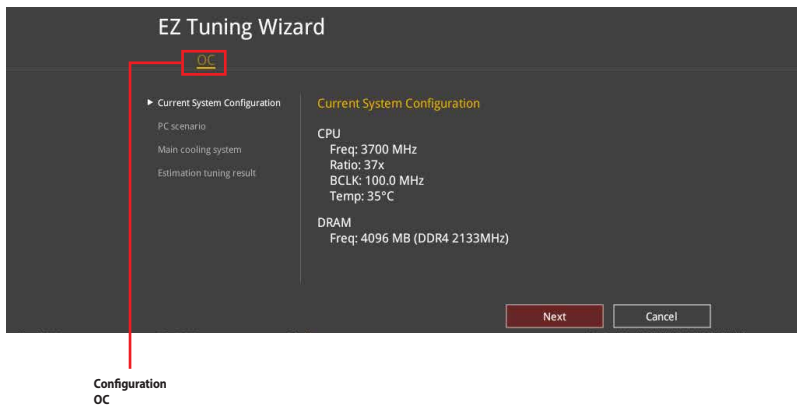 EZ Tuning Wizard
OC
Current System Configuration
PC scenario
Main cooling system
Estimation tuning result
Current System Configuration
CPU
Freq: 3700 MHz
Ratio: 37x
BCLK: 100.0 MHz
Temp: 35°C
DRAM
Freq: 4096 MB (DDR4 2133MHz)
Next
Cancel
Configuration
OC